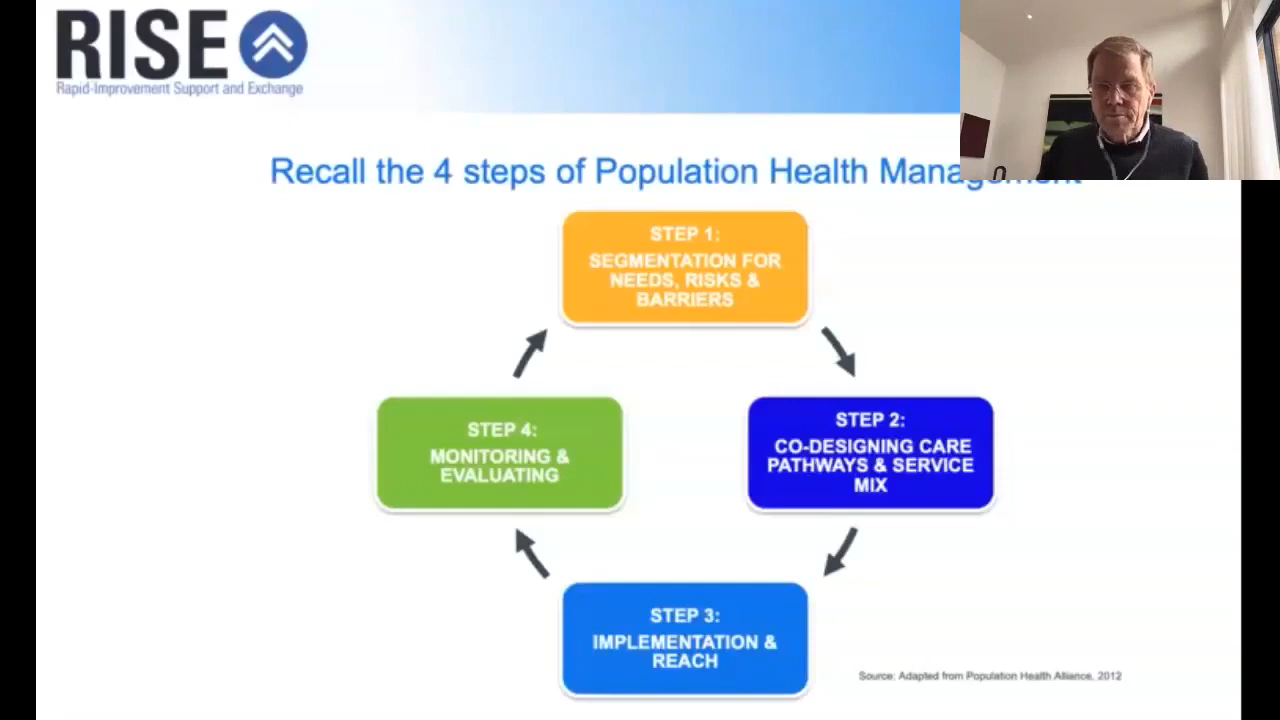 RISE
Rapid-Improvement Support and Exchange
Recall the 4 steps of Population Health Management
STEP 1:
SEGMENTATION FOR
NEEDS, RISKS &
BARRIERS
STEP 4:
MONITORING &
EVALUATING
STEP 2:
CO-DESIGNING CARE
PATHWAYS & SERVICE
MIX
STEP 3:
IMPLEMENTATION &
REACH
Source: Adapted from Population Health Alliance, 2012